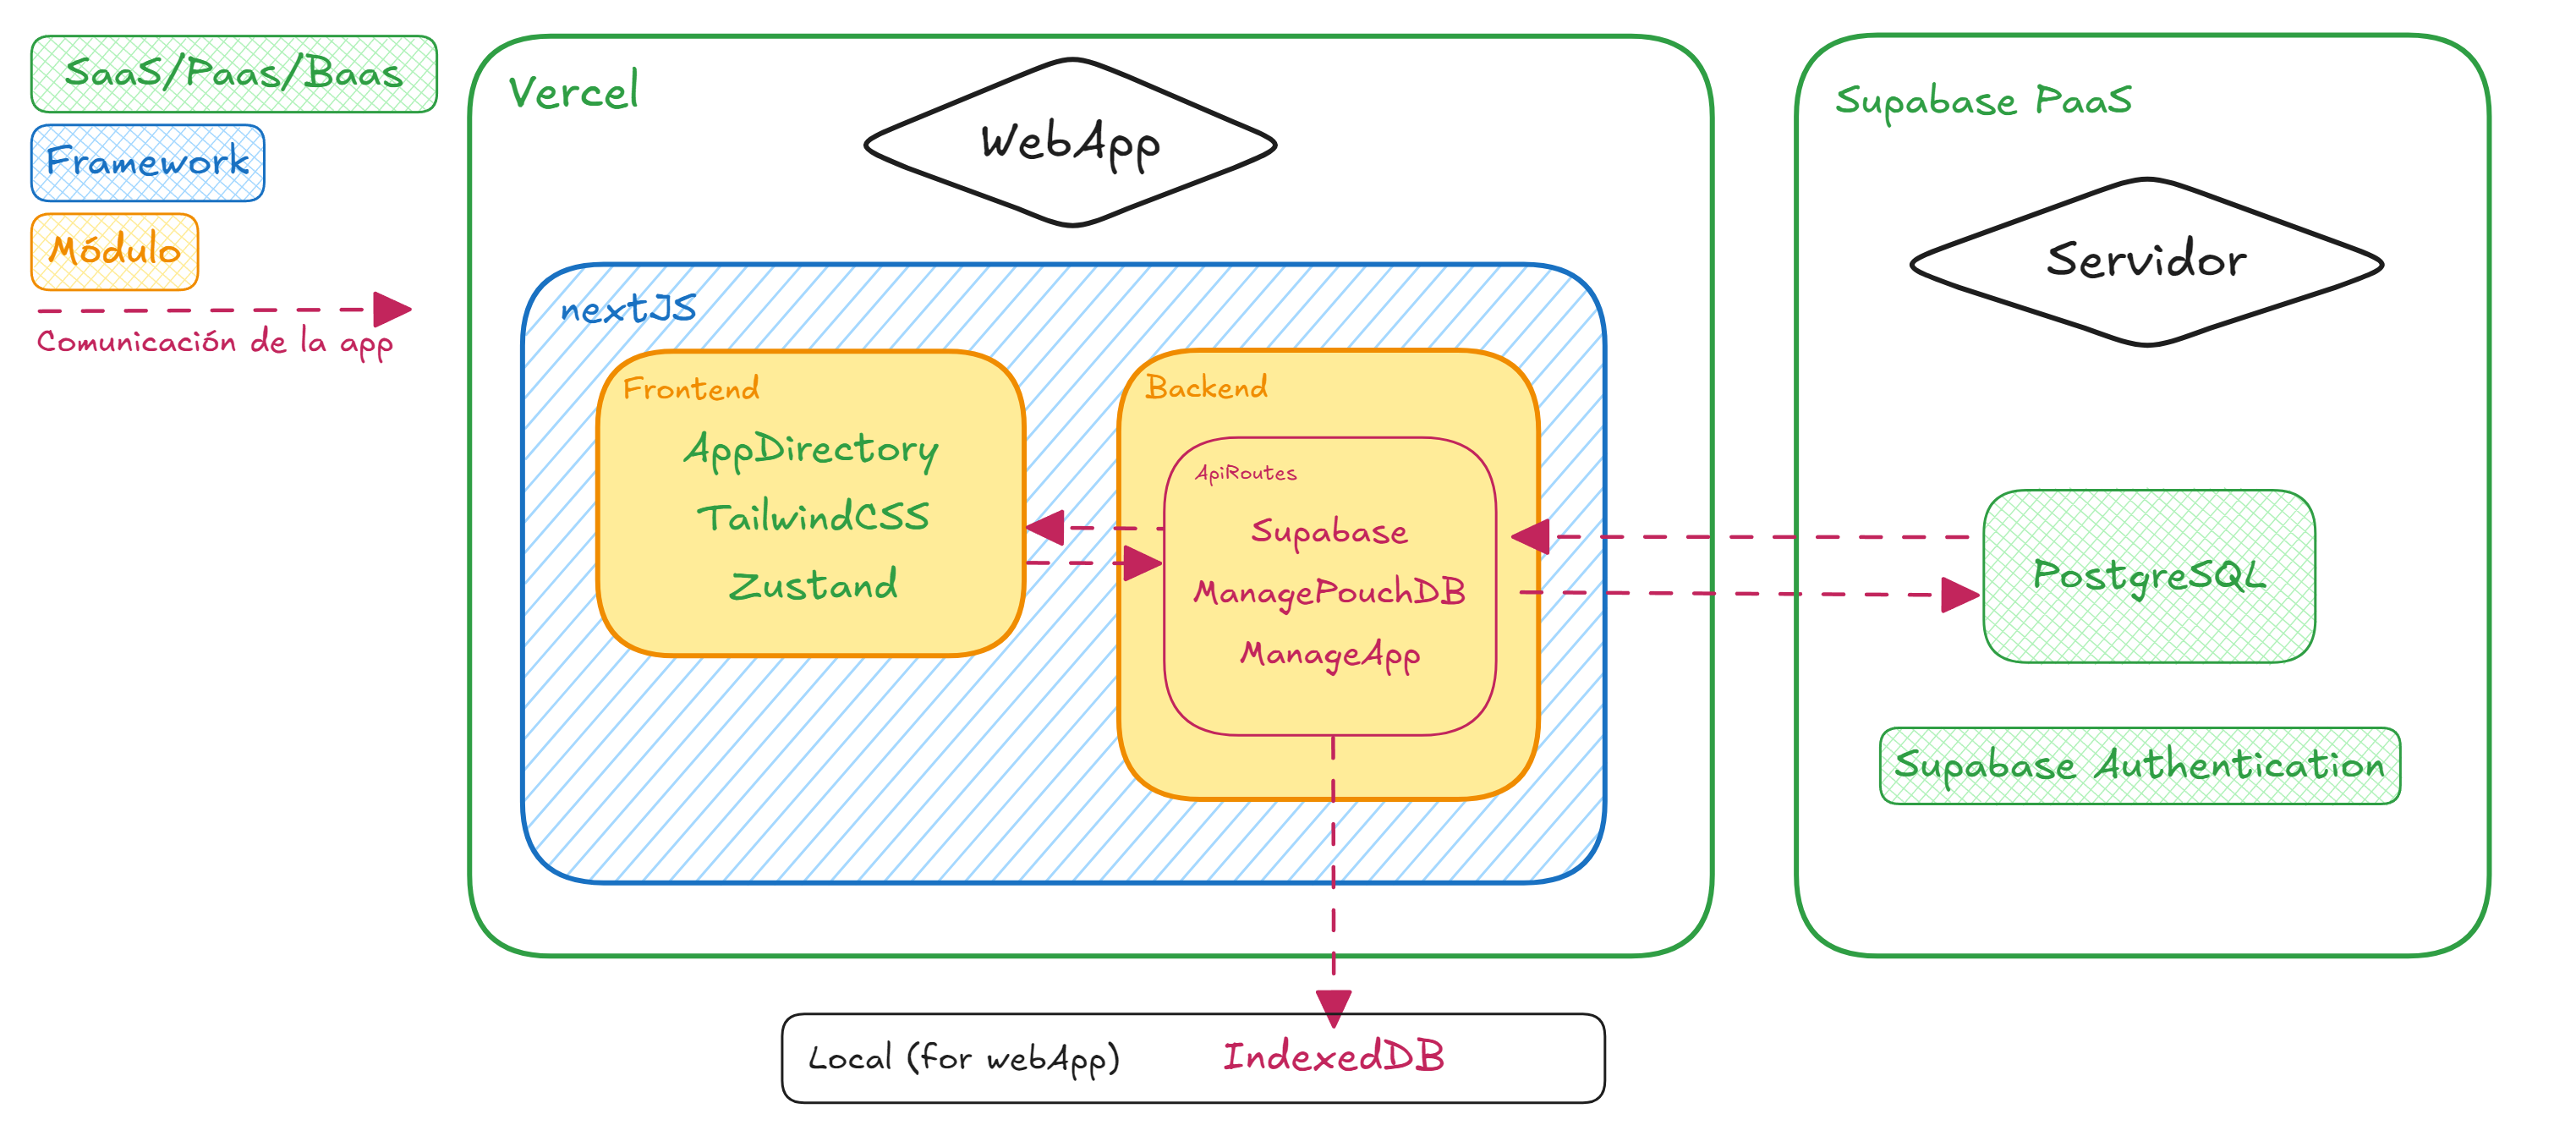 SaaS/Paas/Baas
Framework
Módulo
Comunicación de la app
Vercel
WebApp
nextJS
Frontend
AppDirectory
TailwindCSS
Zustand
Backend
ApiRoutes
Supabase
ManagePouchDB
ManageApp
Local (for webApp)
IndexedDB
Supabase PaaS
Servidor
PostgreSQL
Supabase Authentication